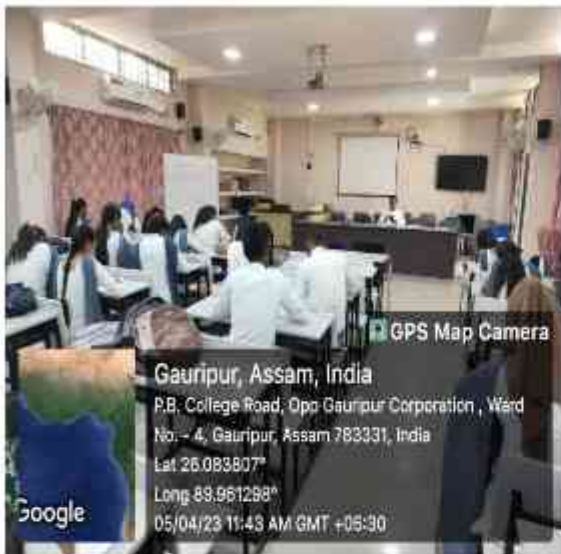 GPS Map Camera
Gauripur, Assam, India
P.B. College Road, Opp Gauripur Corporation , Ward
No. - 4, Gauripur, Assam 783331, India
Lat 26.083807°
Long 89.961298°
05/04/23 11:43 AM GMT +05:30
Google